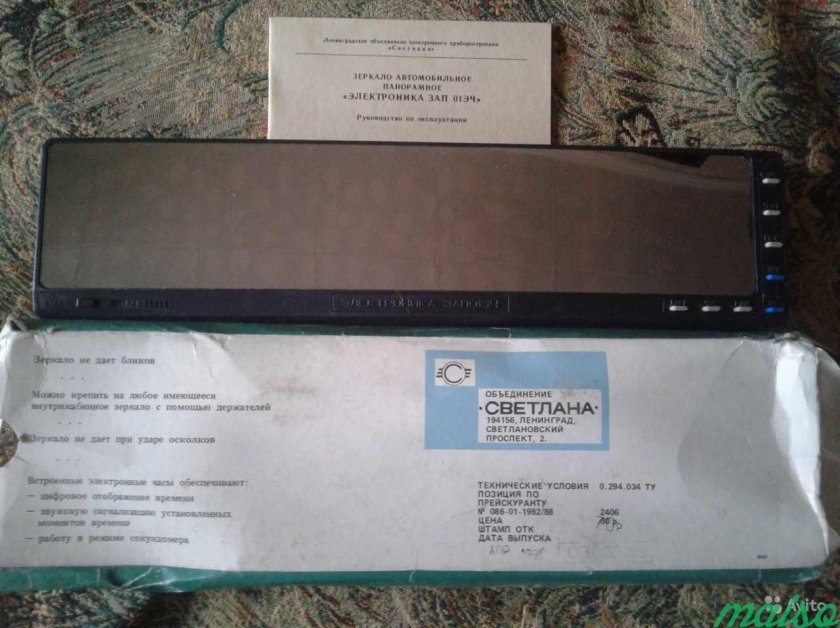 Ленинградское объединение электронного приборостроения
«Светлана»
ЗЕРКАЛО АВТОМОБИЛЬНОЕ
ПАНОРАМНОЕ
«ЭЛЕКТРОНИКА ЗАП 01ЭЧ»
Руководство по эксплуатации
ЭЛЕКТРОНИКА ЗАП01ЭЧ
Зеркало не дает бликов
. . .
Можно крепить на любое имеющееся
внутрикабинное зеркало с помощью держателей
. . .
Зеркало не дает при ударе осколков
. . .
Встроенные электронные часы обеспечивают:
— цифровое отображение времени
— звуковую сигнализацию установленных
моментов времени
— работу в режиме секундомера
ОБЪЕДИНЕНИЕ
·СВЕТЛАНА·
194156, ЛЕНИНГРАД,
СВЕТЛАНОВСКИЙ
ПРОСПЕКТ, 2.
ТЕХНИЧЕСКИЕ УСЛОВИЯ 0.294.034 ТУ
ПОЗИЦИЯ ПО
ПРЕЙСКУРАНТУ
№ 086-01-1982/88 2406
ЦЕНА
ШТАМП ОТК
ДАТА ВЫПУСКА
АПР
Avito
malso